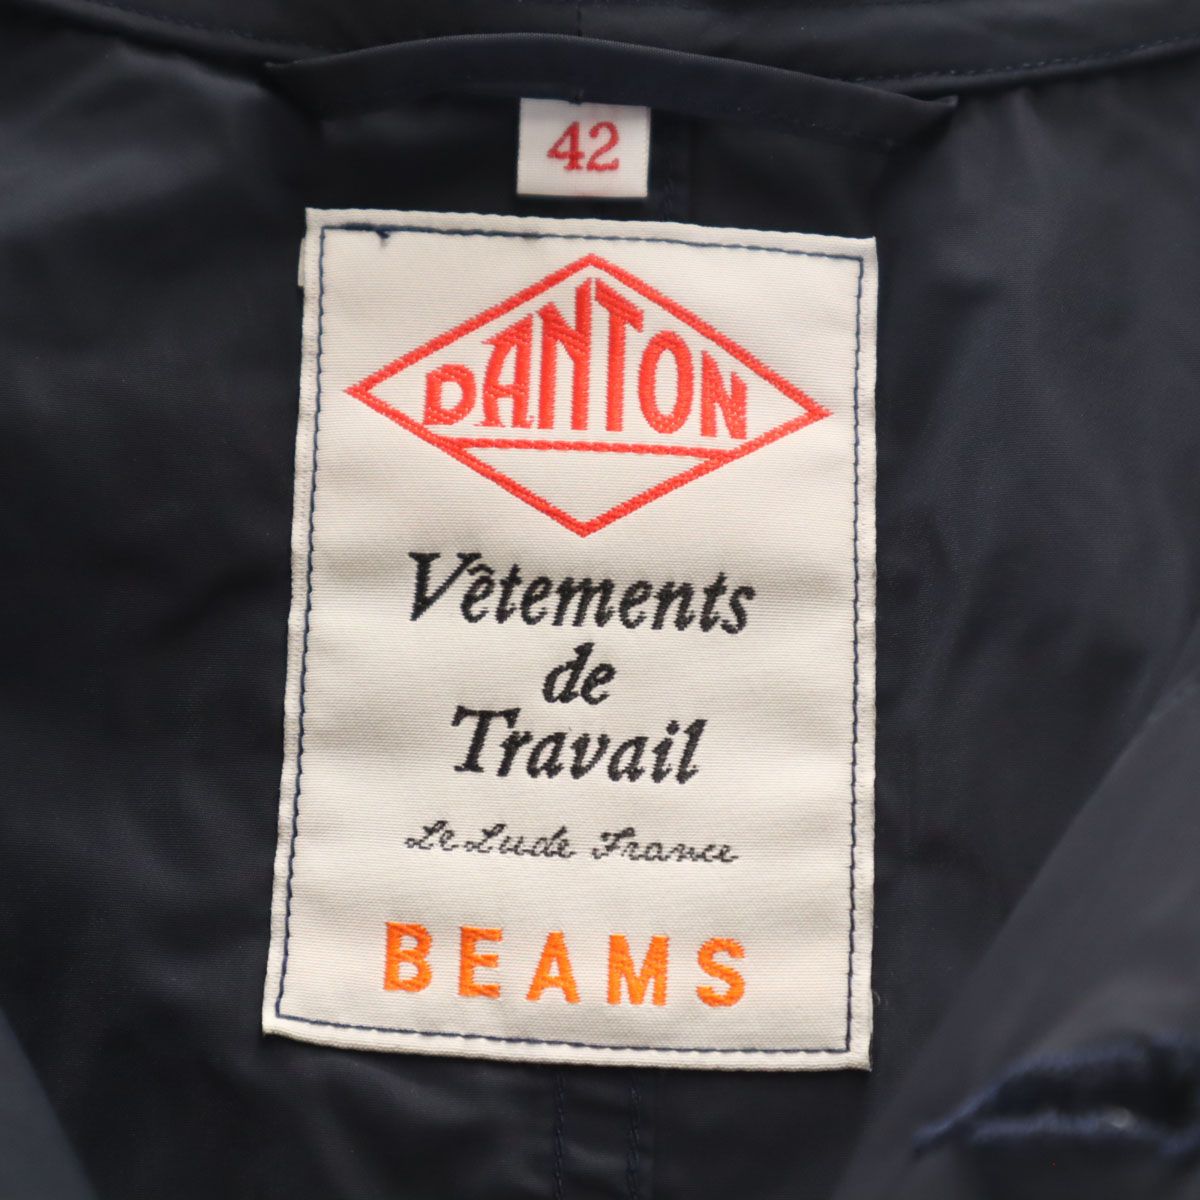 42
DANTON
Vêtements
de
Travail
Le Lude France
BEAMS